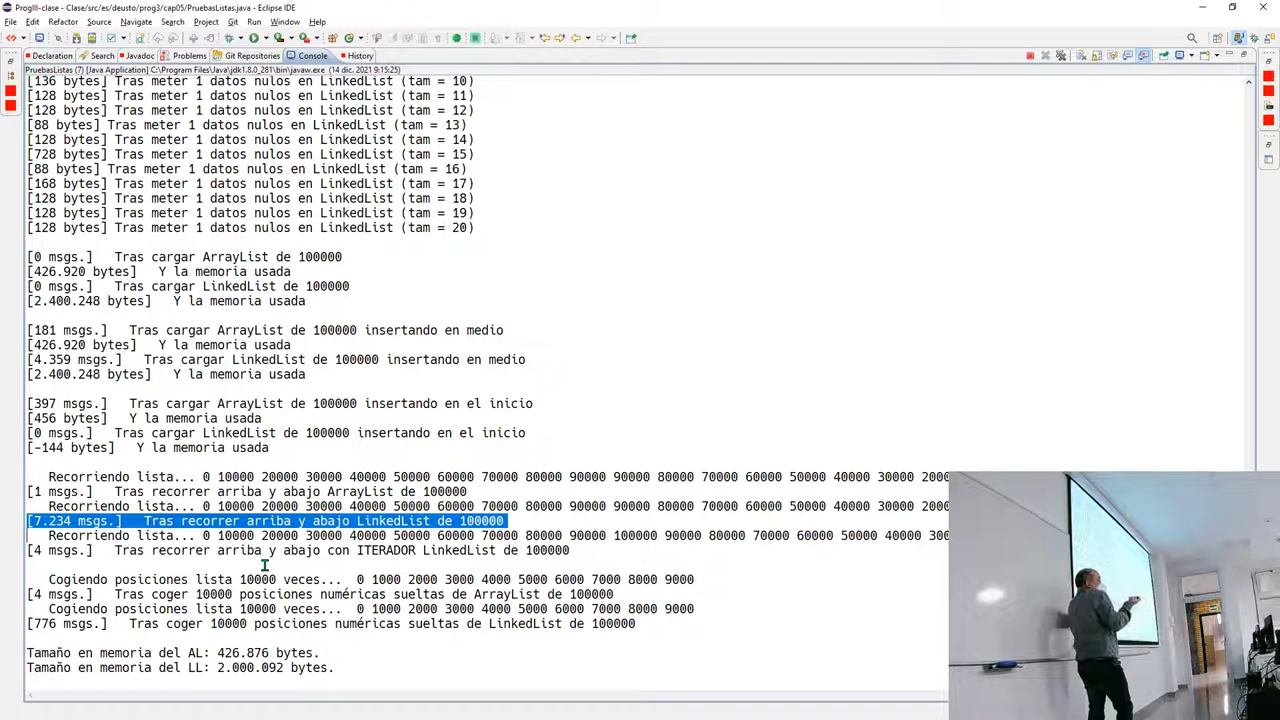 ProgIII-clase - Clase/src/es/deusto/prog3/cap05/PruebasListas.java - Eclipse IDE
File Edit Refactor Source Navigate Search Project Git Run Window Help
Declaration Search Javadoc Problems Git Repositories Console History
PruebasListas (7) [Java Application] C:\Program Files\Java\jdk1.8.0_281\bin\javaw.exe (14 dic. 2021 9:15:25)
[136 bytes] Tras meter 1 datos nulos en LinkedList (tam = 10)
[128 bytes] Tras meter 1 datos nulos en LinkedList (tam = 11)
[128 bytes] Tras meter 1 datos nulos en LinkedList (tam = 12)
[88 bytes] Tras meter 1 datos nulos en LinkedList (tam = 13)
[128 bytes] Tras meter 1 datos nulos en LinkedList (tam = 14)
[728 bytes] Tras meter 1 datos nulos en LinkedList (tam = 15)
[88 bytes] Tras meter 1 datos nulos en LinkedList (tam = 16)
[168 bytes] Tras meter 1 datos nulos en LinkedList (tam = 17)
[128 bytes] Tras meter 1 datos nulos en LinkedList (tam = 18)
[128 bytes] Tras meter 1 datos nulos en LinkedList (tam = 19)
[128 bytes] Tras meter 1 datos nulos en LinkedList (tam = 20)
[0 msgs.] Tras cargar ArrayList de 100000
[426.920 bytes] Y la memoria usada
[0 msgs.] Tras cargar LinkedList de 100000
[2.400.248 bytes] Y la memoria usada
[181 msgs.] Tras cargar ArrayList de 100000 insertando en medio
[426.920 bytes] Y la memoria usada
[4.359 msgs.] Tras cargar LinkedList de 100000 insertando en medio
[2.400.248 bytes] Y la memoria usada
[397 msgs.] Tras cargar ArrayList de 100000 insertando en el inicio
[456 bytes] Y la memoria usada
[0 msgs.] Tras cargar LinkedList de 100000 insertando en el inicio
[-144 bytes] Y la memoria usada
Recorriendo lista... 0 10000 20000 30000 40000 50000 60000 70000 80000 90000 90000 80000 70000 60000 50000 40000 30000 2000
[1 msgs.] Tras recorrer arriba y abajo ArrayList de 100000
Recorriendo lista... 0 10000 20000 30000 40000 50000 60000 70000 80000 90000 90000 80000 70000 60000 50000 40000 30000 200
[7.234 msgs.] Tras recorrer arriba y abajo LinkedList de 100000
Recorriendo lista... 0 10000 20000 30000 40000 50000 60000 70000 80000 90000 100000 90000 80000 70000 60000 50000 40000 300
[4 msgs.] Tras recorrer arriba y abajo con ITERADOR LinkedList de 100000
Cogiendo posiciones lista 10000 veces... 0 1000 2000 3000 4000 5000 6000 7000 8000 9000
[4 msgs.] Tras coger 10000 posiciones numéricas sueltas de ArrayList de 100000
Cogiendo posiciones lista 10000 veces... 0 1000 2000 3000 4000 5000 6000 7000 8000 9000
[776 msgs.] Tras coger 10000 posiciones numéricas sueltas de LinkedList de 100000
Tamaño en memoria del AL: 426.876 bytes.
Tamaño en memoria del LL: 2.000.092 bytes.